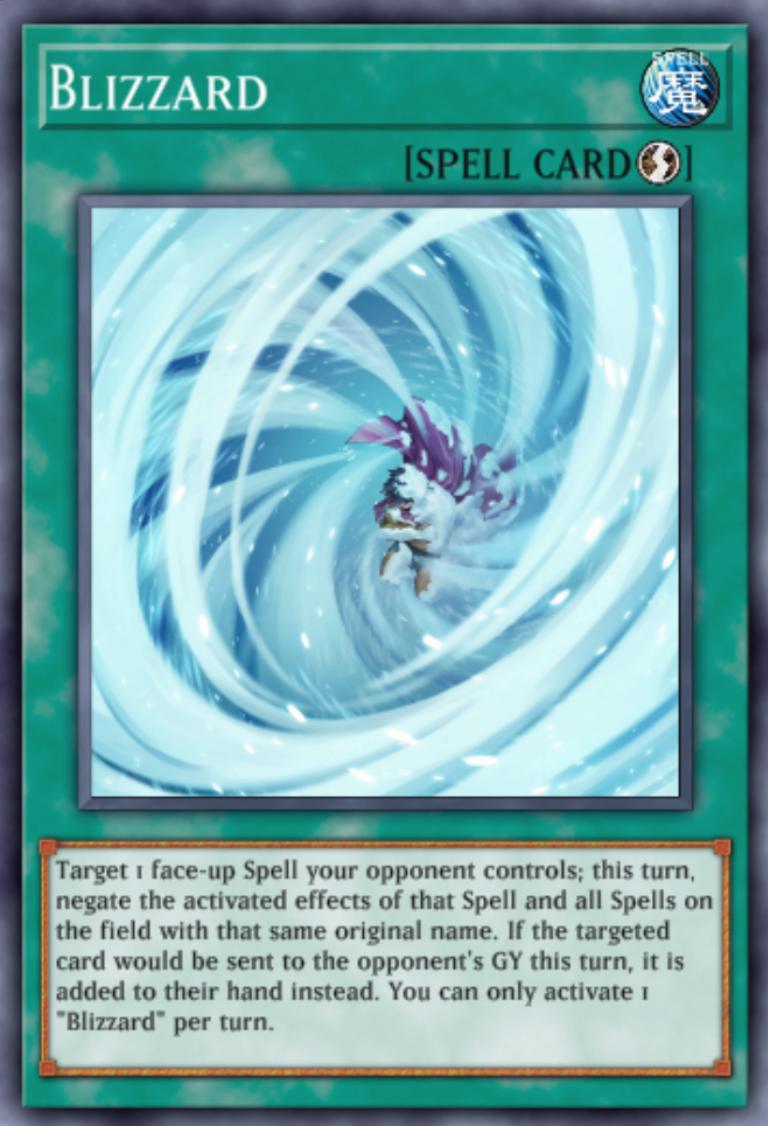 BLIZZARD
SPELL
魔
[SPELL CARD]
Target 1 face-up Spell your opponent controls; this turn,
negate the activated effects of that Spell and all Spells on
the field with that same original name. If the targeted
card would be sent to the opponent's GY this turn, it is
added to their hand instead. You can only activate 1
"Blizzard" per turn.